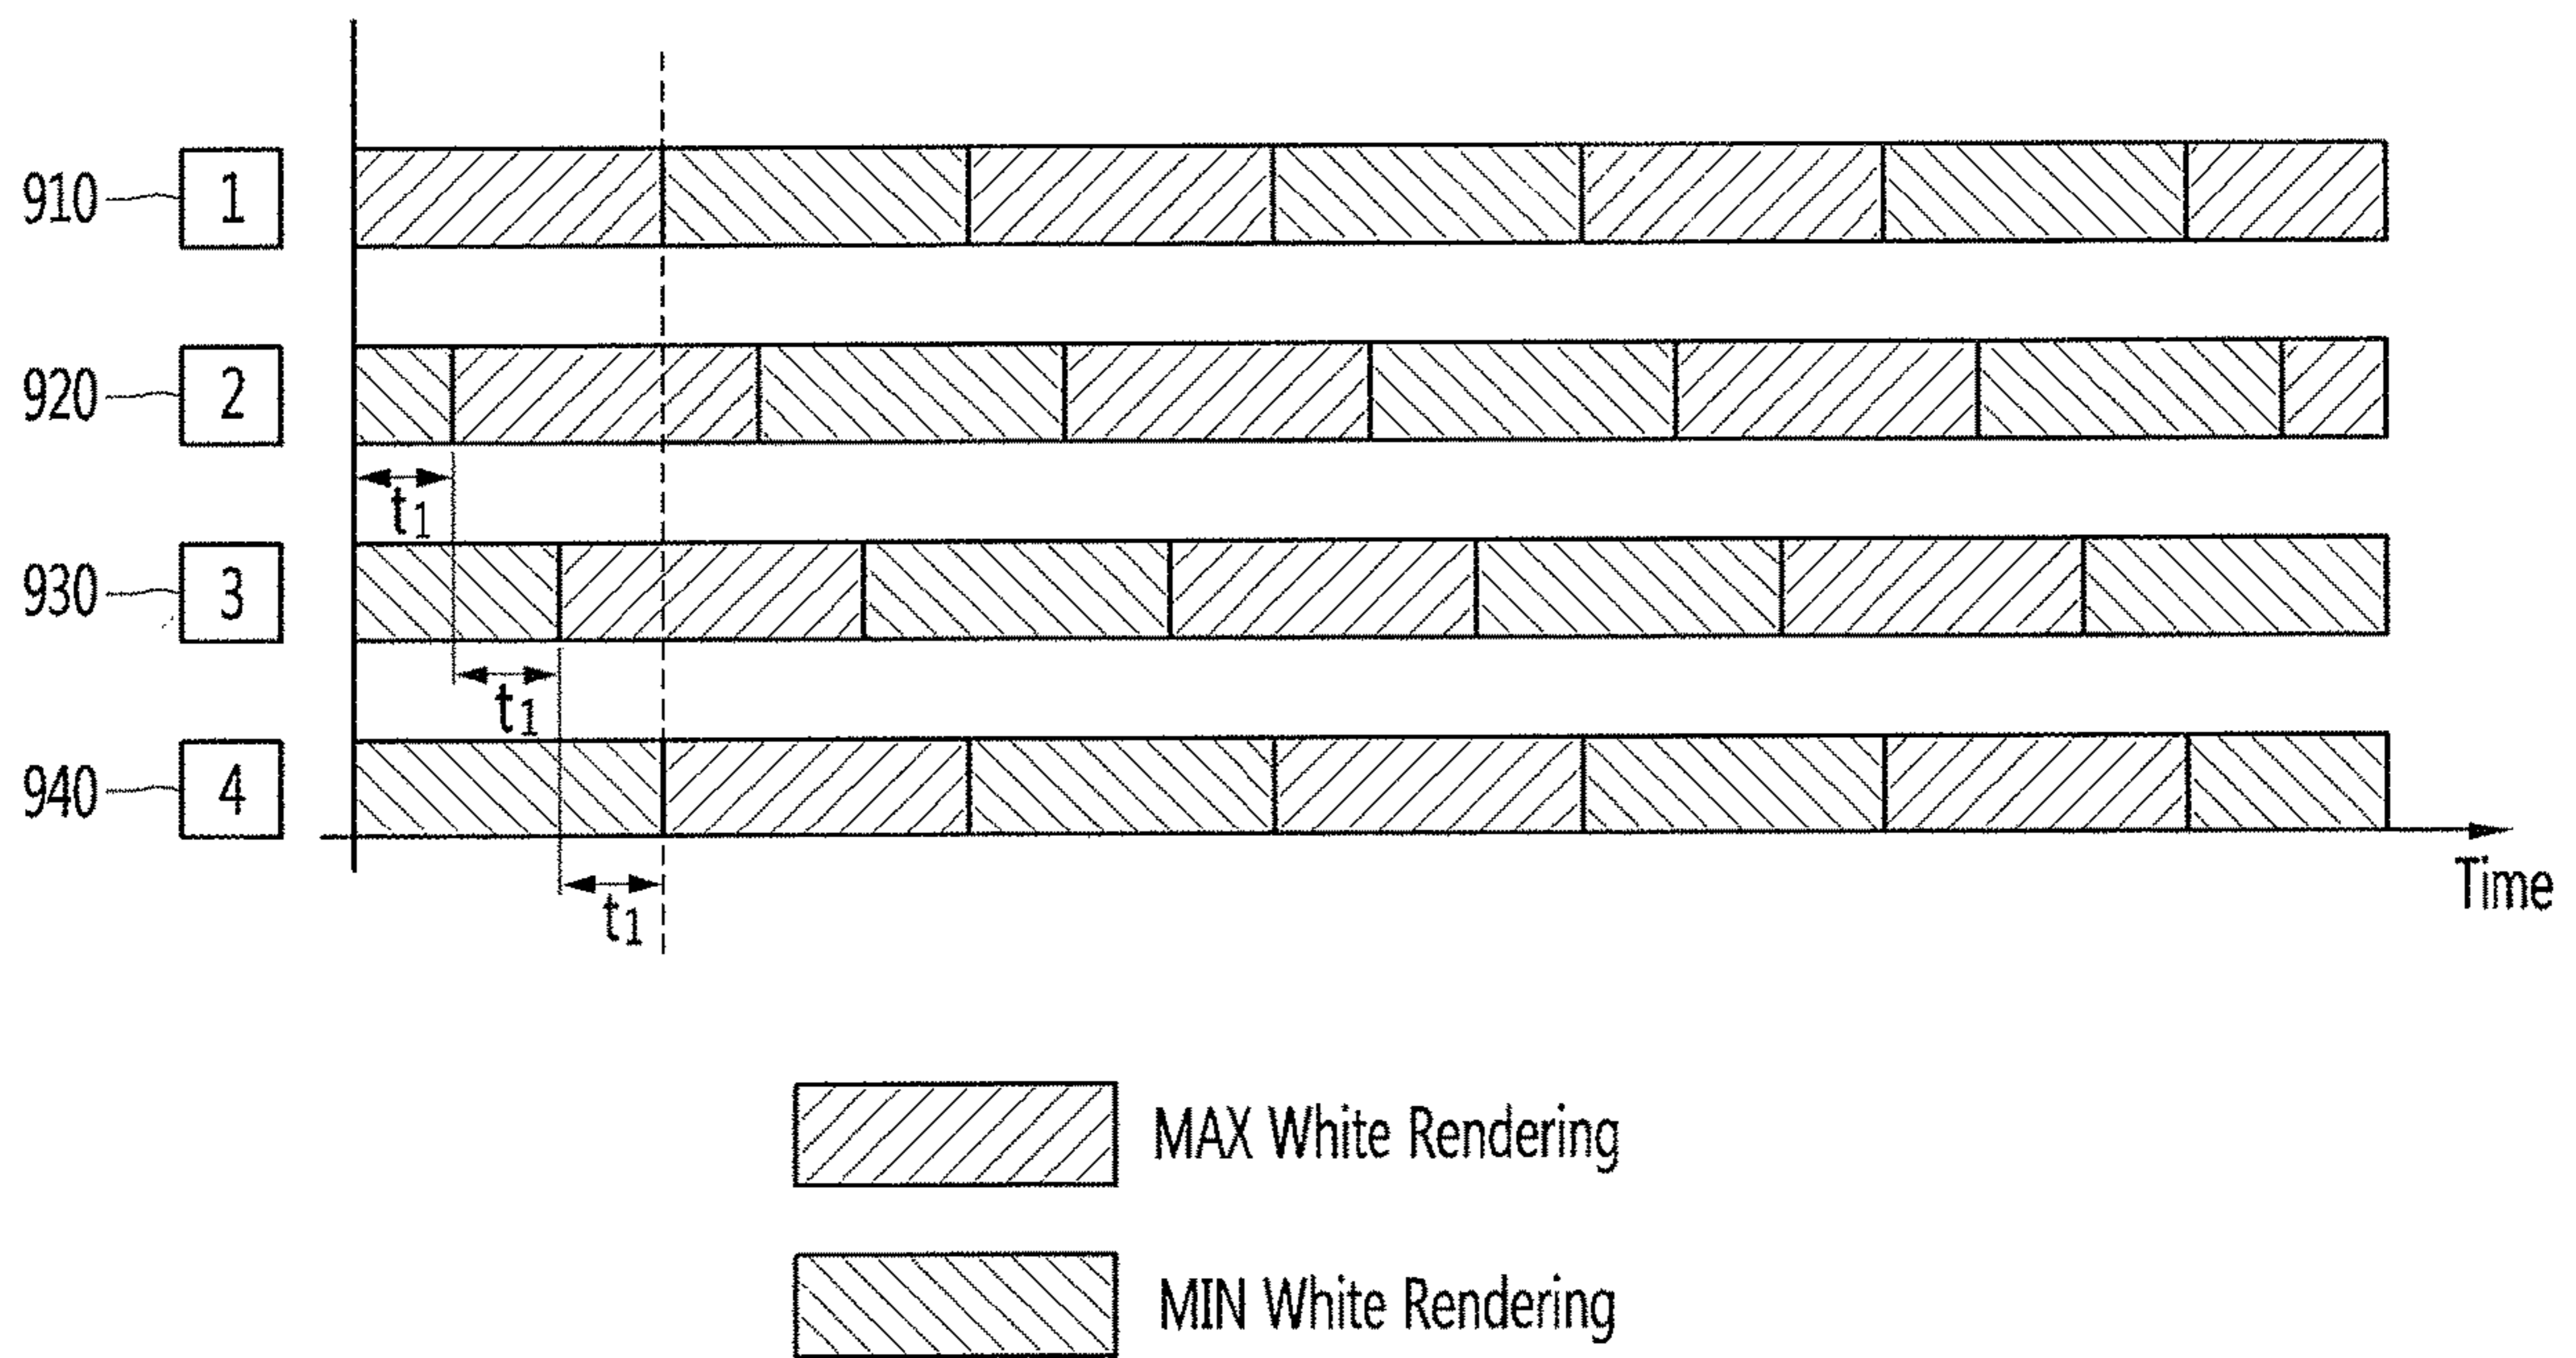 910 1
920 2
t1
930 3
t1
940 4
t1
Time
MAX White Rendering
MIN White Rendering